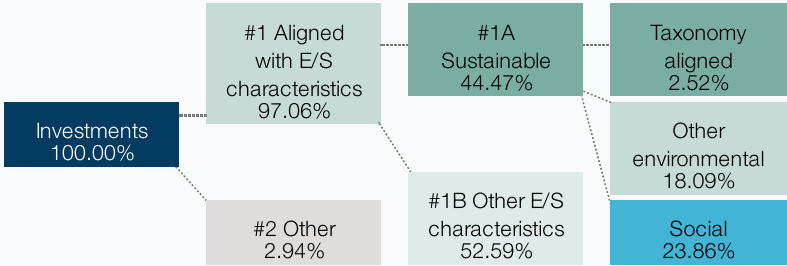 Investments
100.00%
#1 Aligned
with E/S
characteristics
97.06%
#2 Other
2.94%
#1A
Sustainable
44.47%
#1B Other E/S
characteristics
52.59%
Taxonomy
aligned
2.52%
Other
environmental
18.09%
Social
23.86%